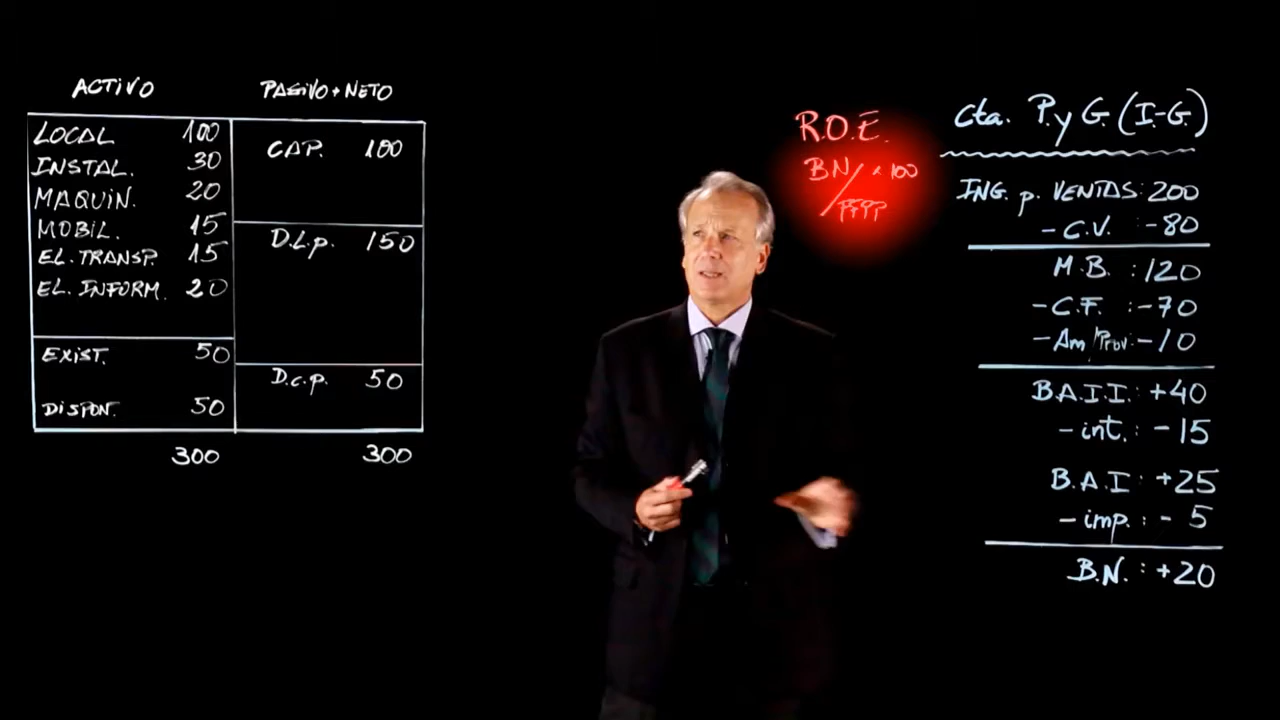 ACTIVO
PASIVO + NETO
LOCAL 100
INSTAL. 30
MAQUIN. 20
MOBIL. 15
EL. TRANSP. 15
EL. INFORM. 20
EXIST. 50
DISPON. 50
300
CAP. 100
D.L.p. 150
D.c.p. 50
300
R.O.E.
BN/ x 100
PFPP
Cta. P. y G. (I-G.)
ING. p. VENTAS: 200
- C.V. : -80
M.B. : 120
- C.F. : -70
- Am/Prov: -10
B.A.I.I.: +40
- int. : -15
B.A.I : +25
- imp. : - 5
B.N. : +20